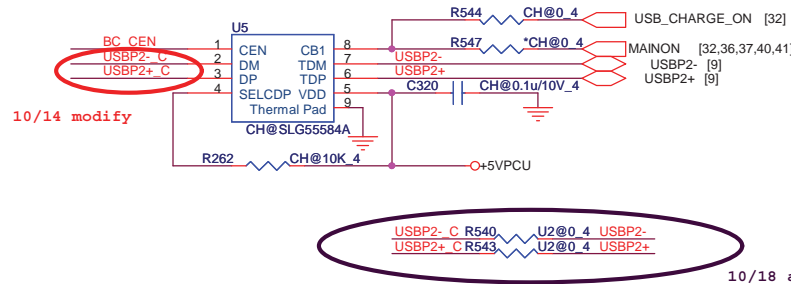 R544 CH@0_4 USB_CHARGE_ON [32]
U5
BC_CEN 1 CEN CB1 8 R547 *CH@0_4 MAINON [32,36,37,40,41]
USBP2-_C 2 DM TDM 7 USBP2- USBP2- [9]
USBP2+_C 3 DP TDP 6 USBP2+ USBP2+ [9]
4 SELCDP VDD 5 C320 CH@0.1u/10V_4
Thermal Pad 9
10/14 modify
CH@SLG55584A
R262 CH@10K_4 +5VPCU
USBP2-_C R540 U2@0_4 USBP2-
USBP2+_C R543 U2@0_4 USBP2+
10/18 a